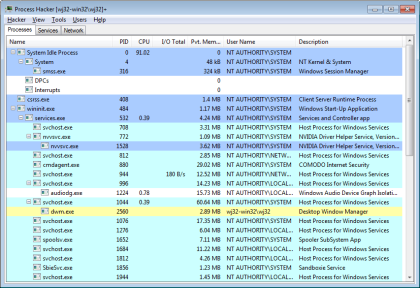 Process Hacker [wj32-win32\wj32]+
Hacker View Tools Users Help
Processes Services Network
Name PID CPU I/O Total Pvt. Mem... User Name Description
System Idle Process 0 91.02 0 NT AUTHORITY\SYSTEM
System 4 48 kB NT AUTHORITY\SYSTEM NT Kernel & System
smss.exe 316 324 kB NT AUTHORITY\SYSTEM Windows Session Manager
DPCs 0
Interrupts 0
csrss.exe 408 1.4 MB NT AUTHORITY\SYSTEM Client Server Runtime Process
wininit.exe 484 1.17 MB NT AUTHORITY\SYSTEM Windows Start-Up Application
services.exe 532 0.39 4.04 MB NT AUTHORITY\SYSTEM Services and Controller app
svchost.exe 708 3.31 MB NT AUTHORITY\SYSTEM Host Process for Windows Services
nvvsvc.exe 772 1.09 MB NT AUTHORITY\SYSTEM NVIDIA Driver Helper Service, Version...
nvvsvc.exe 1528 3.62 MB NT AUTHORITY\SYSTEM NVIDIA Driver Helper Service, Version...
svchost.exe 812 2.85 MB NT AUTHORITY\NETW... Host Process for Windows Services
cmdagent.exe 880 29.02 MB NT AUTHORITY\SYSTEM COMODO Internet Security
svchost.exe 944 180 B/s 12.52 MB NT AUTHORITY\NETW... Host Process for Windows Services
svchost.exe 996 14.23 MB NT AUTHORITY\LOCAL... Host Process for Windows Services
audiodg.exe 1224 0.78 15.73 MB NT AUTHORITY\LOCAL... Windows Audio Device Graph Isolati...
svchost.exe 1044 0.39 60.64 MB NT AUTHORITY\SYSTEM Host Process for Windows Services
dwm.exe 2560 2.89 MB wj32-win32\wj32 Desktop Window Manager
svchost.exe 1076 17.35 MB NT AUTHORITY\SYSTEM Host Process for Windows Services
svchost.exe 1276 6.04 MB NT AUTHORITY\LOCAL... Host Process for Windows Services
spoolsv.exe 1652 7.11 MB NT AUTHORITY\SYSTEM Spooler SubSystem App
svchost.exe 1684 11.22 MB NT AUTHORITY\LOCAL... Host Process for Windows Services
svchost.exe 1812 4.26 MB NT AUTHORITY\LOCAL... Host Process for Windows Services
SbieSvc.exe 1856 1.23 MB NT AUTHORITY\SYSTEM Sandboxie Service
svchost.exe 1944 1.45 MB NT AUTHORITY\LOCAL... Host Process for Windows Services